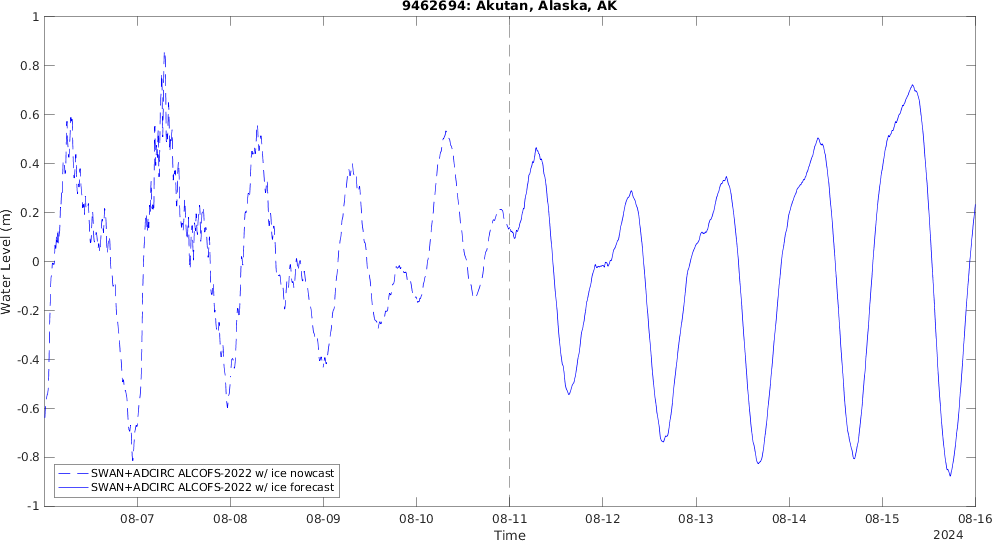 9462694: Akutan, Alaska, AK
Water Level (m)
1
0.8
0.6
0.4
0.2
0
-0.2
-0.4
-0.6
-0.8
-1
SWAN+ADCIRC ALCOFS-2022 w/ ice nowcast
SWAN+ADCIRC ALCOFS-2022 w/ ice forecast
08-07 08-08 08-09 08-10 08-11 08-12 08-13 08-14 08-15 08-16
Time
2024